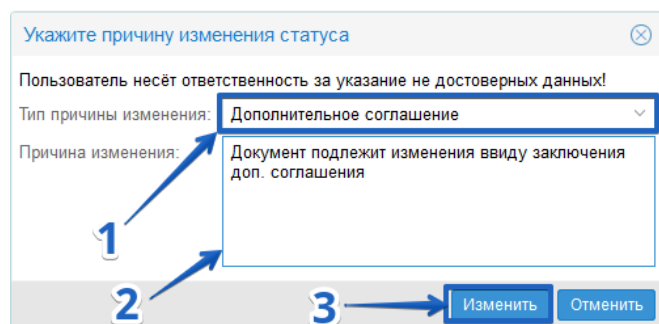 Укажите причину изменения статуса
Пользователь несёт ответственность за указание не достоверных данных!
Тип причины изменения: Дополнительное соглашение
Причина изменения: Документ подлежит изменения ввиду заключения
доп. соглашения
1
2
3
Изменить Отменить